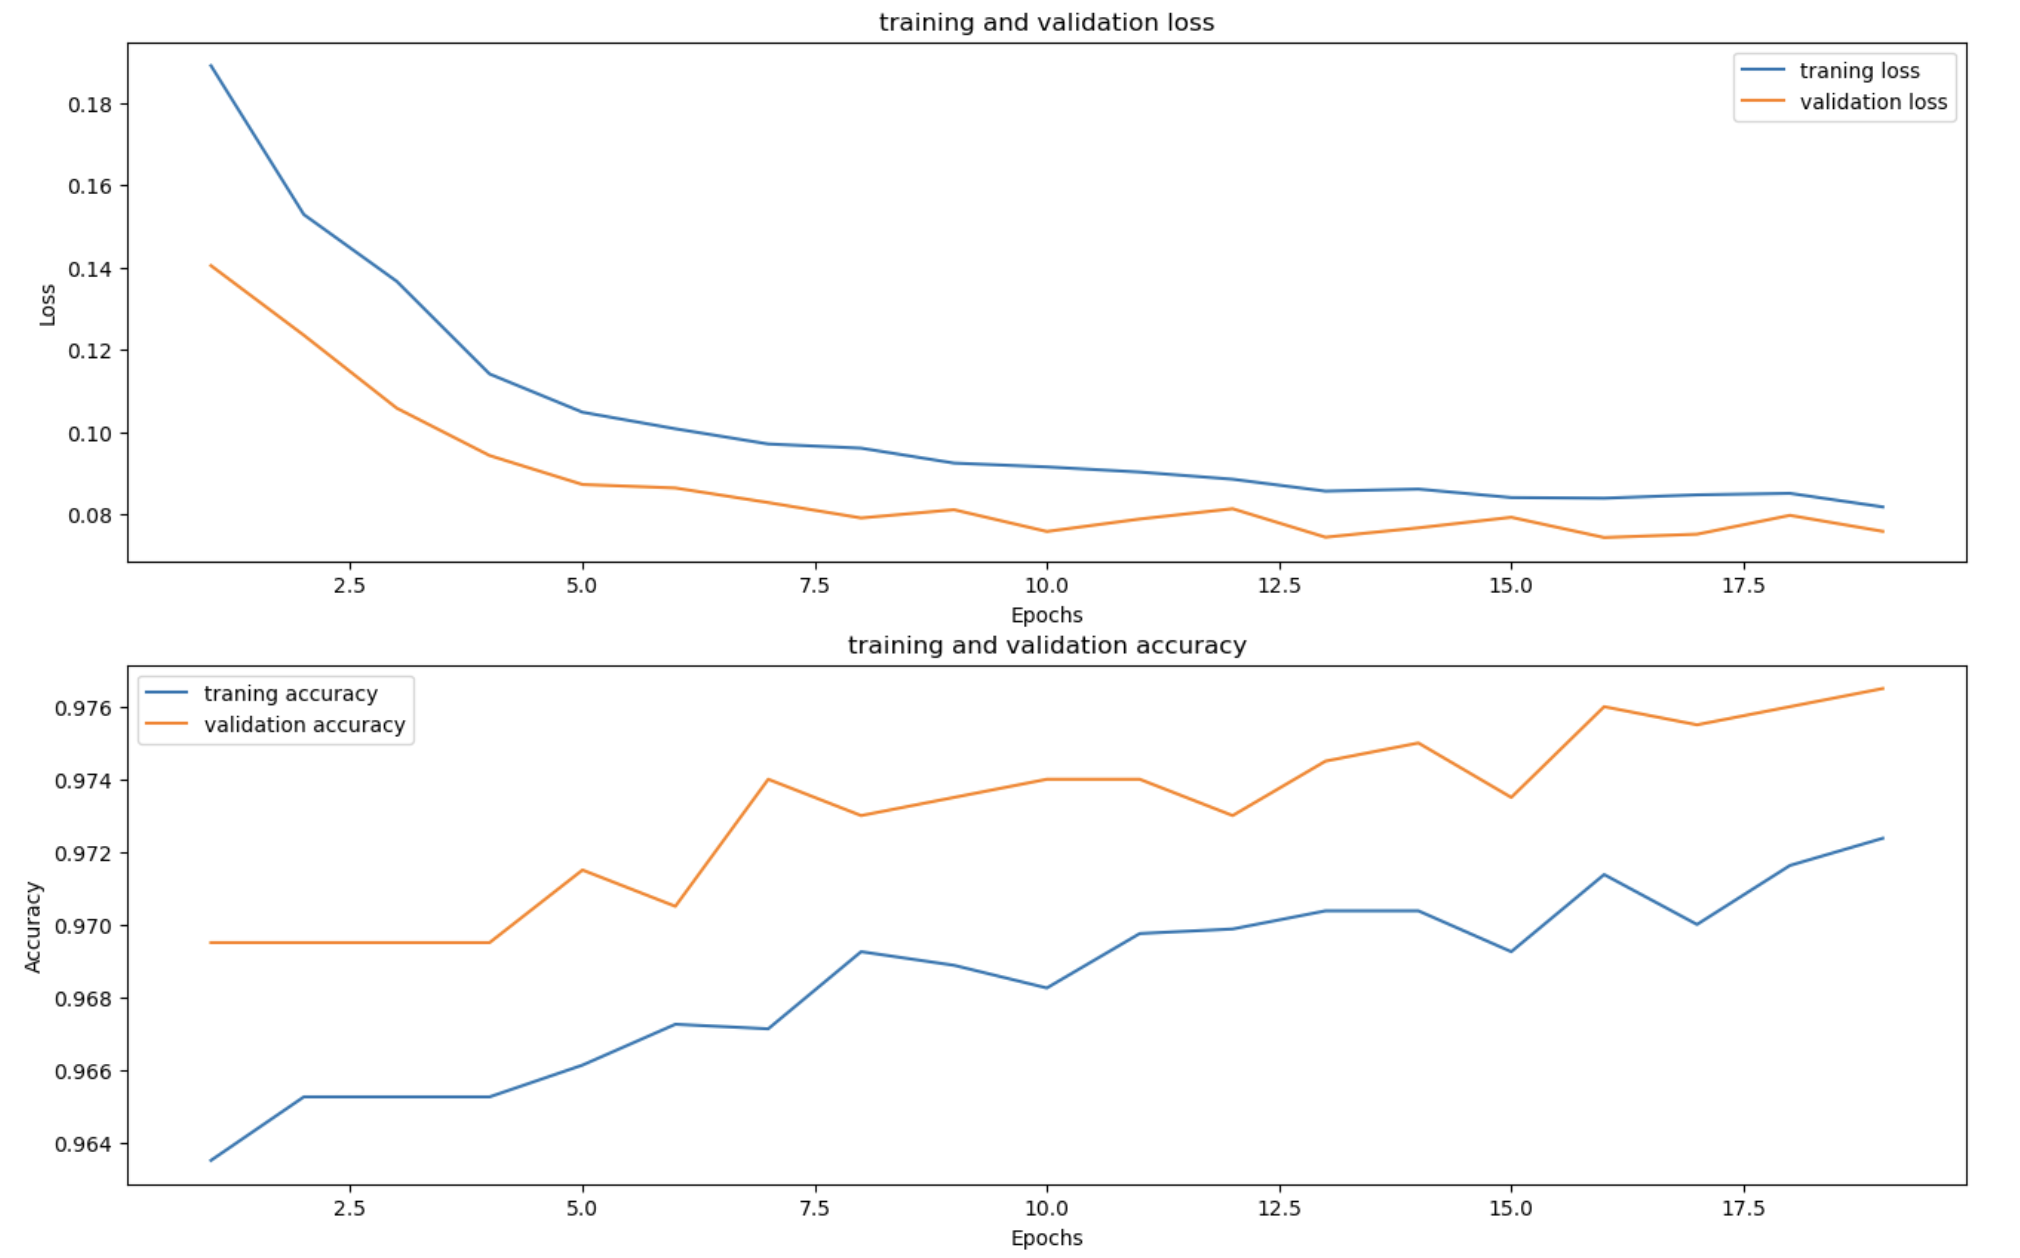 training and validation loss
traning loss
validation loss
0.18
0.16
0.14
0.12
0.10
0.08
Loss
2.5 5.0 7.5 10.0 12.5 15.0 17.5
Epochs
training and validation accuracy
traning accuracy
validation accuracy
0.976
0.974
0.972
0.970
0.968
0.966
0.964
Accuracy
2.5 5.0 7.5 10.0 12.5 15.0 17.5
Epochs